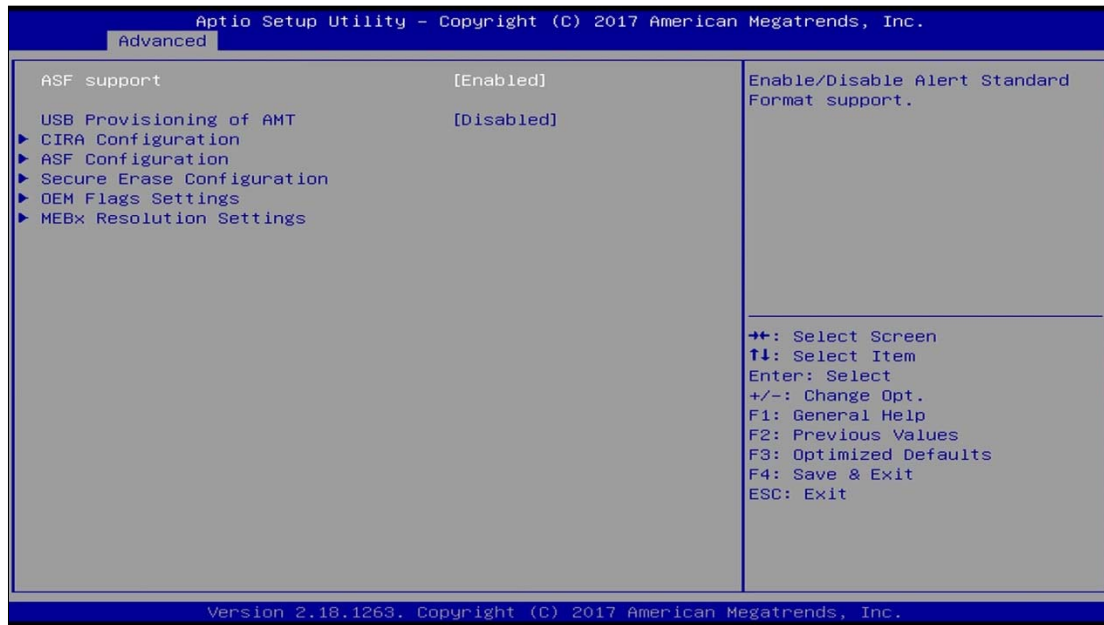 Aptio Setup Utility – Copyright (C) 2017 American Megatrends, Inc.
Advanced
ASF support [Enabled]
USB Provisioning of AMT [Disabled]
► CIRA Configuration
► ASF Configuration
► Secure Erase Configuration
► OEM Flags Settings
► MEBx Resolution Settings
Enable/Disable Alert Standard
Format support.
→←: Select Screen
↑↓: Select Item
Enter: Select
+/-: Change Opt.
F1: General Help
F2: Previous Values
F3: Optimized Defaults
F4: Save & Exit
ESC: Exit
Version 2.18.1263. Copyright (C) 2017 American Megatrends, Inc.